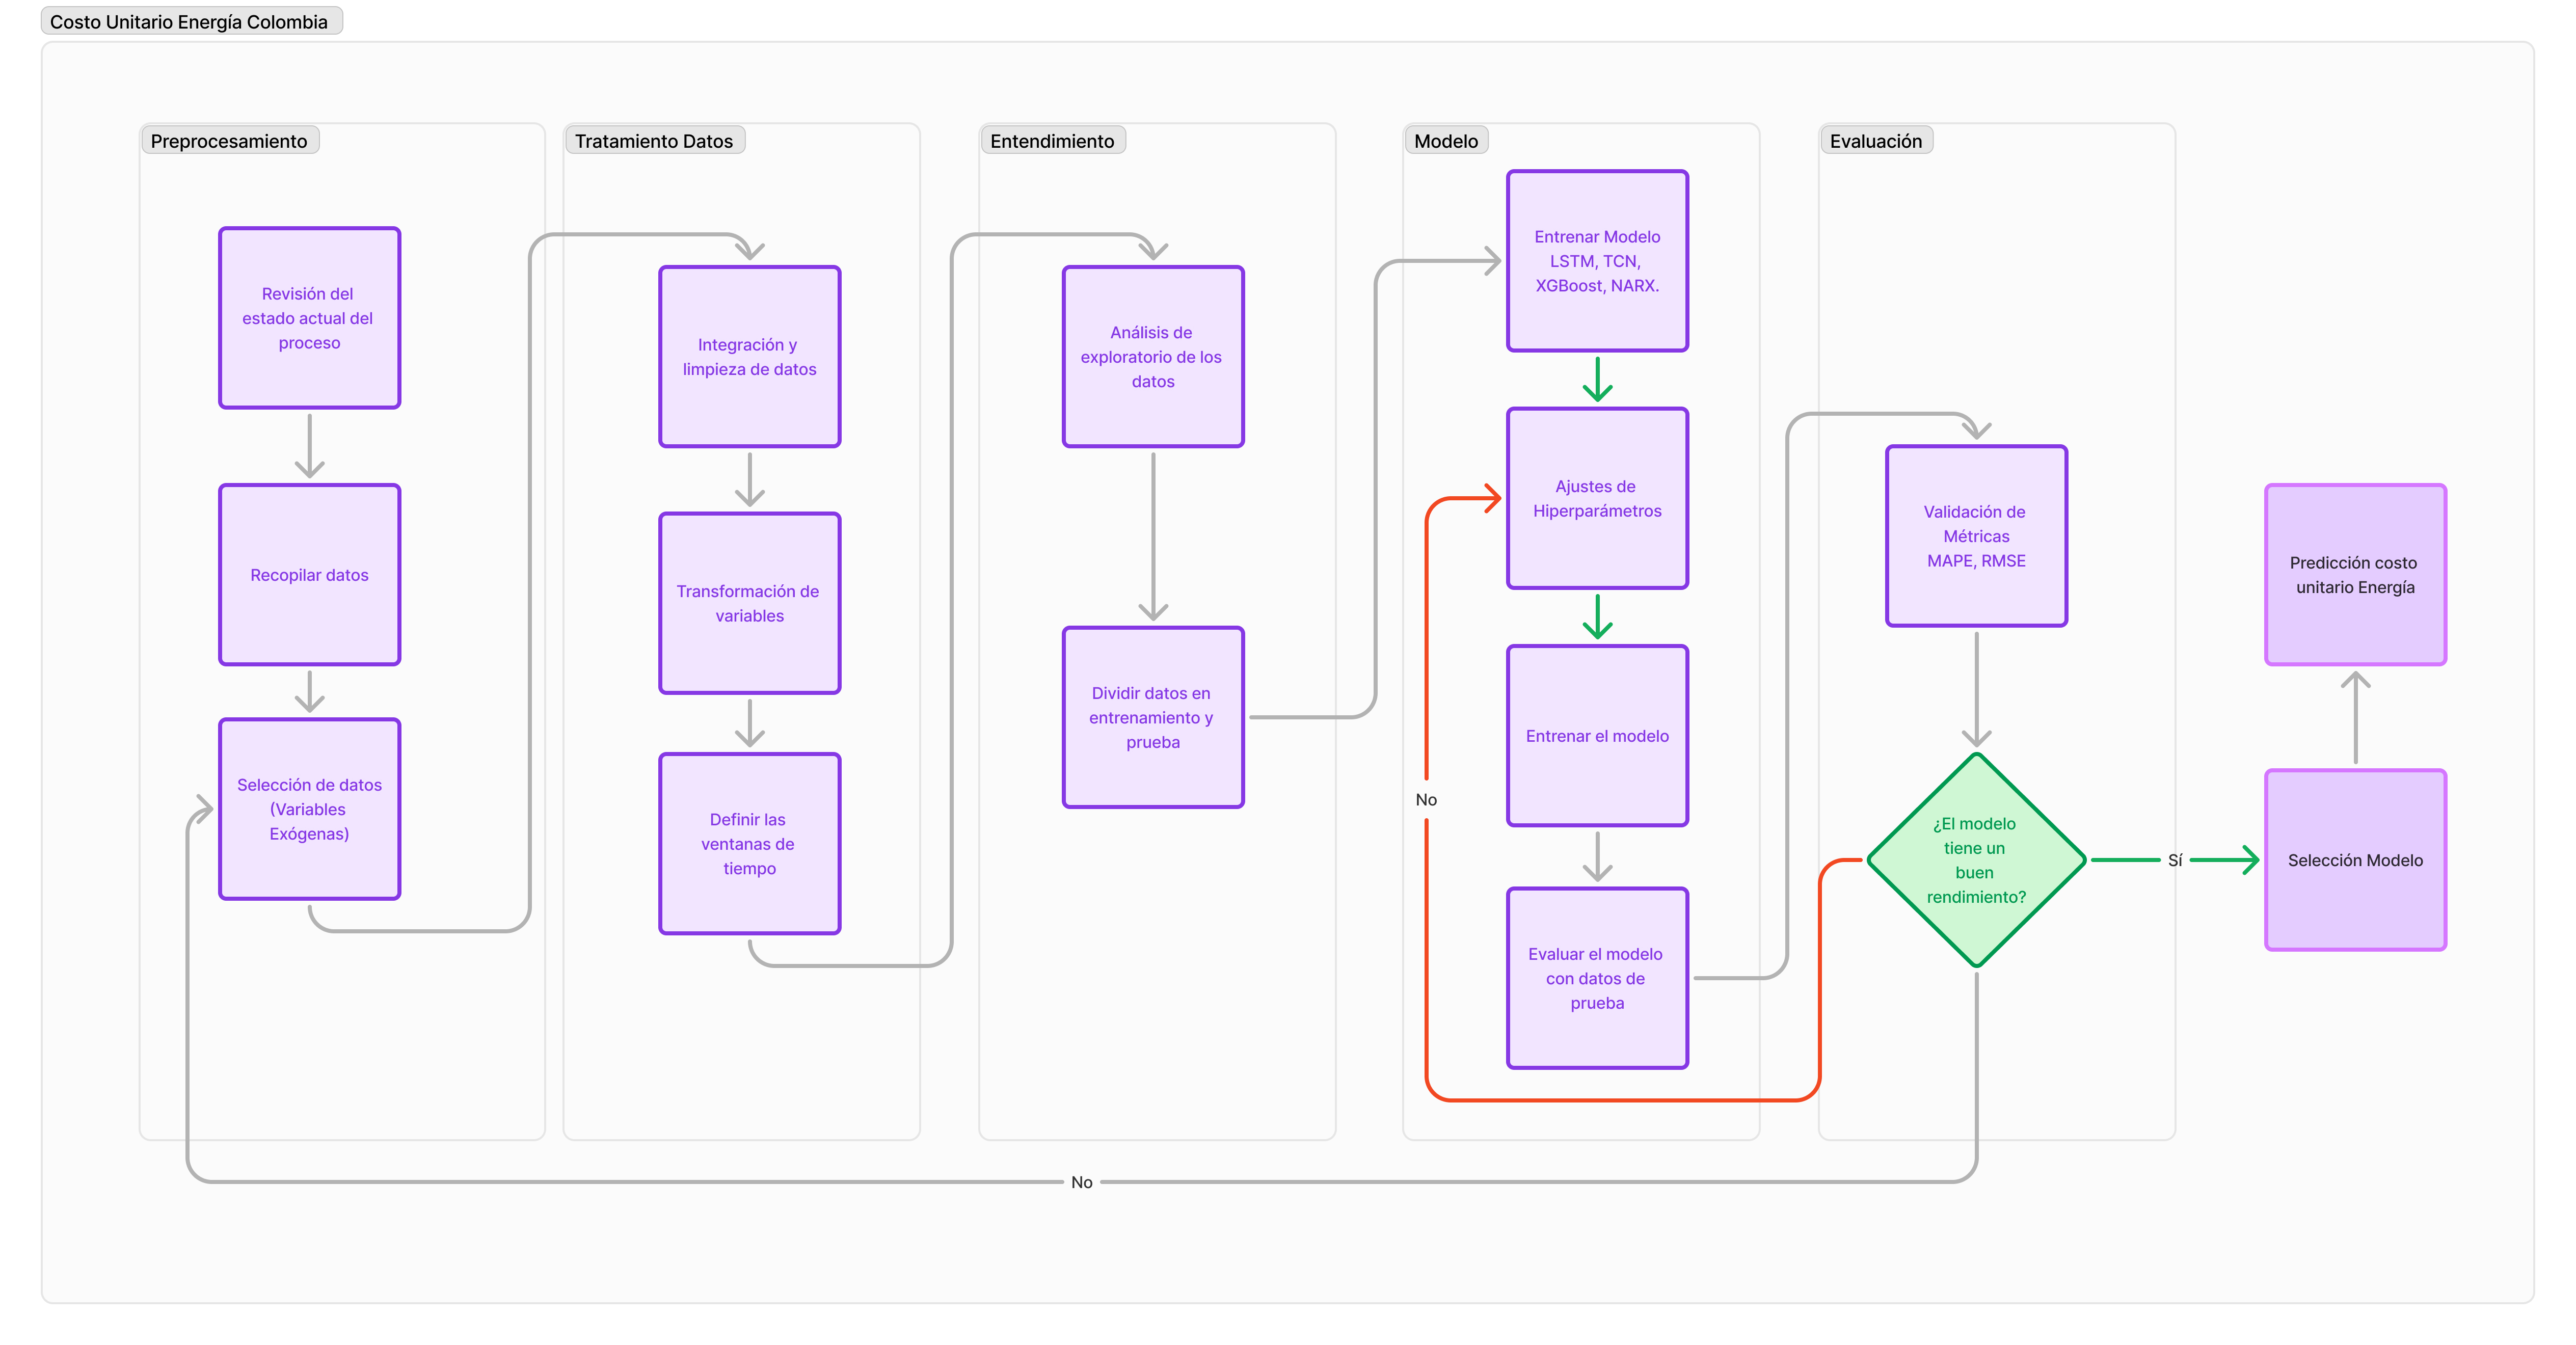 Costo Unitario Energía Colombia
Preprocesamiento
Revisión del
estado actual del
proceso
Recopilar datos
Selección de datos
(Variables
Exógenas)
Tratamiento Datos
Integración y
limpieza de datos
Transformación de
variables
Definir las
ventanas de
tiempo
Entendimiento
Análisis de
exploratorio de los
datos
Dividir datos en
entrenamiento y
prueba
Modelo
Entrenar Modelo
LSTM, TCN,
XGBoost, NARX.
Ajustes de
Hiperparámetros
Entrenar el modelo
Evaluar el modelo
con datos de
prueba
No
Evaluación
Validación de
Métricas
MAPE, RMSE
¿El modelo
tiene un
buen
rendimiento?
Sí
Selección Modelo
Predicción costo
unitario Energía
No